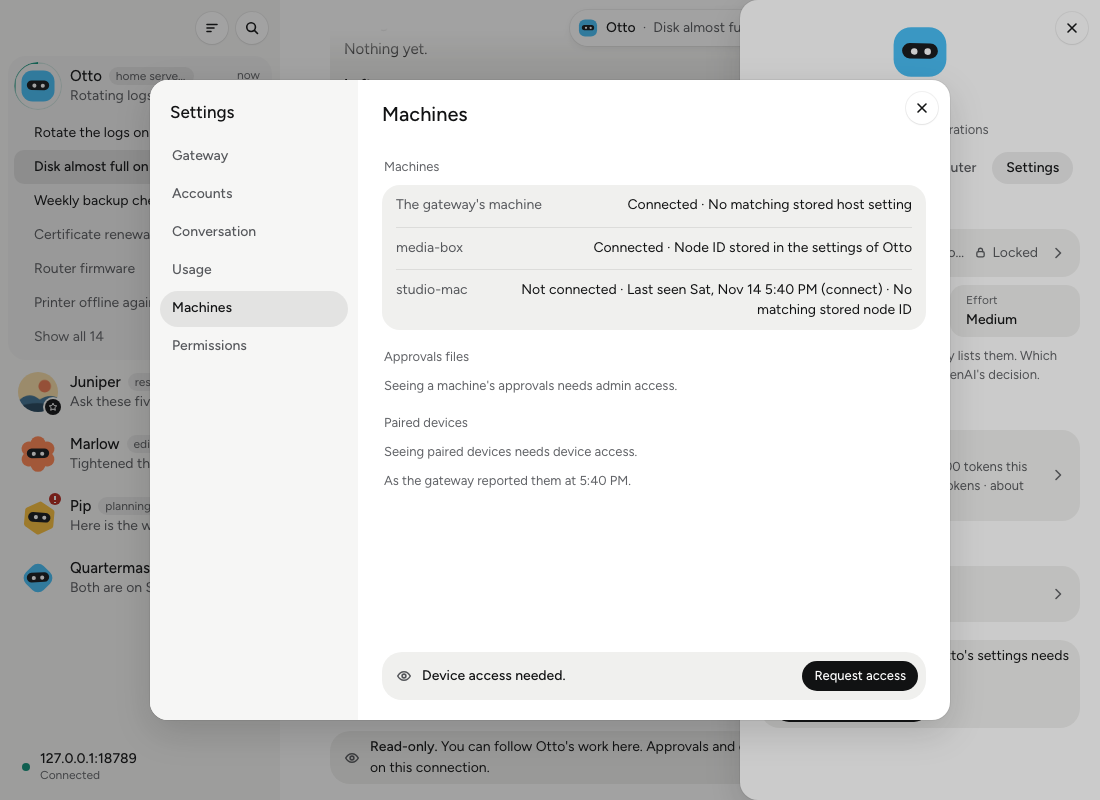 Otto · Disk almost fu
Nothing yet.
Otto home serve… now
Rotating logs
Rotate the logs on
Disk almost full on
Weekly backup che
Certificate renewa
Router firmware
Printer offline agai
Show all 14
Juniper res
Ask these fiv
Marlow edi
Tightened th
Pip planning
Here is the w
Quartermas
Both are on S
127.0.0.1:18789
Connected
Settings
Gateway
Accounts
Conversation
Usage
Machines
Permissions
Machines
Machines
The gateway's machine Connected · No matching stored host setting
media-box Connected · Node ID stored in the settings of Otto
studio-mac Not connected · Last seen Sat, Nov 14 5:40 PM (connect) · No
matching stored node ID
Approvals files
Seeing a machine's approvals needs admin access.
Paired devices
Seeing paired devices needs device access.
As the gateway reported them at 5:40 PM.
Device access needed. Request access
Read-only. You can follow Otto's work here. Approvals and
on this connection.
rations
uter Settings
o… Locked
Effort
Medium
y lists them. Which
enAI's decision.
00 tokens this
okens · about
tto's settings needs